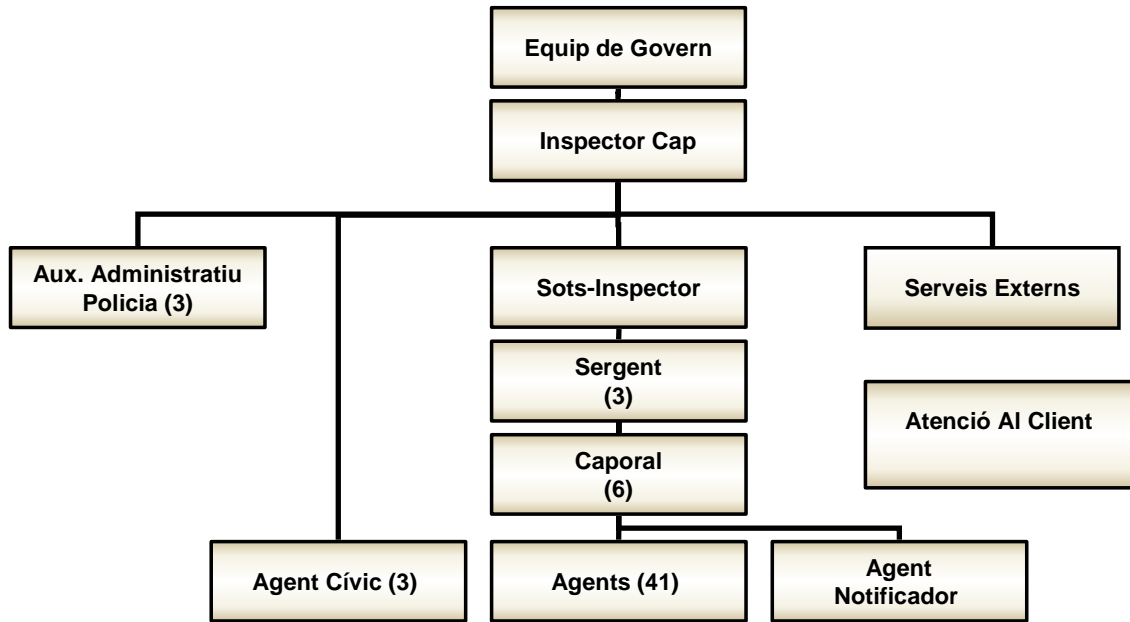 Equip de Govern
Inspector Cap
Aux. Administratiu
Policia (3)
Sots-Inspector
Serveis Externs
Sergent
(3)
Atenció Al Client
Caporal
(6)
Agent Cívic (3)
Agents (41)
Agent
Notificador